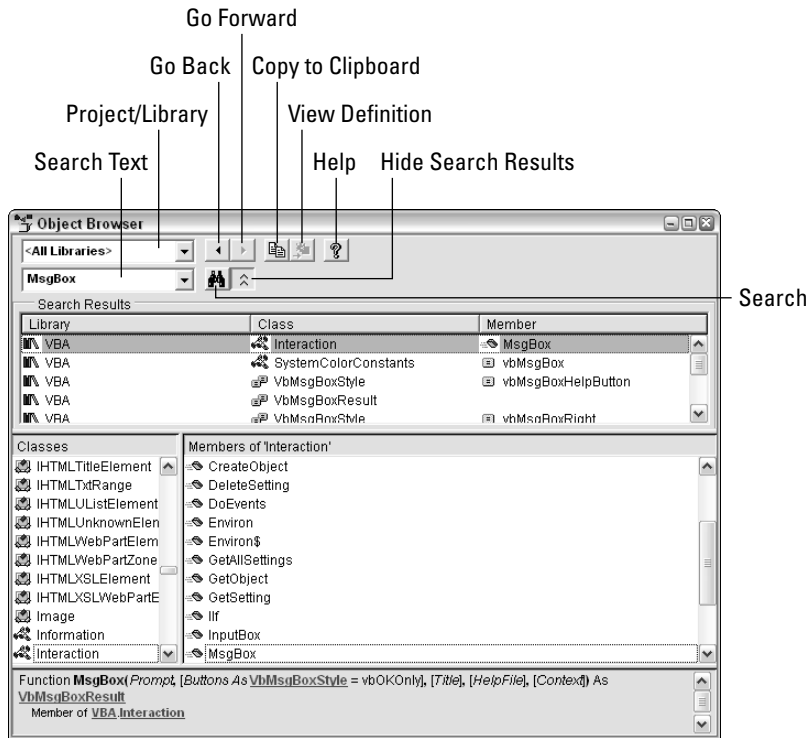 Go Forward
Go Back
Copy to Clipboard
Project/Library
View Definition
Search Text
Help
Hide Search Results
Object Browser
<All Libraries>
MsgBox
Search
Search Results
Library Class Member
VBA Interaction MsgBox
VBA SystemColorConstants vbMsgBox
VBA VbMsgBoxStyle vbMsgBoxHelpButton
VBA VbMsgBoxResult
VBA VbMsgBoxStyle vbMsgBoxRight
Classes Members of 'Interaction'
IHTMLTitleElement CreateObject
IHTMLTxtRange DeleteSetting
IHTMLUListElement DoEvents
IHTMLUnknownElen Environ
IHTMLWebPartElem Environ$
IHTMLWebPartZone GetAllSettings
IHTMLXSLElement GetObject
IHTMLXSLWebPartE GetSetting
Image IIf
Information InputBox
Interaction MsgBox
Function MsgBox(Prompt, [Buttons As VbMsgBoxStyle = vbOKOnly], [Title], [HelpFile], [Context]) As
VbMsgBoxResult
Member of VBA.Interaction